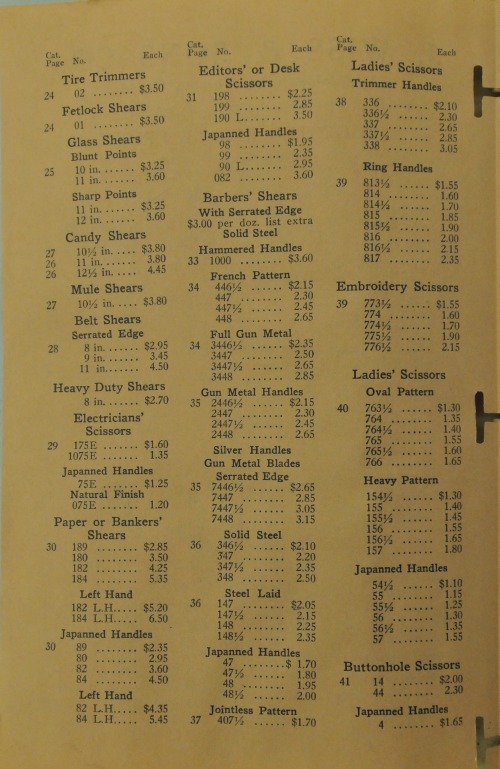 Cat.
Page No. Each
Tire Trimmers
24 02 ........ $3.50
Fetlock Shears
24 01 ........ $3.50
Glass Shears
Blunt Points
25 10 in. ..... $3.25
11 in. ..... 3.60
Sharp Points
11 in. ..... $3.25
12 in. ..... 3.60
Candy Shears
27 10½ in. ..... $3.80
26 11 in. ..... 3.80
26 12½ in. ..... 4.45
Mule Shears
27 10½ in. ..... $3.80
Belt Shears
Serrated Edge
28 8 in. ...... $2.95
9 in. ...... 3.45
11 in. ...... 4.50
Heavy Duty Shears
8 in. ...... $2.70
Electricians'
Scissors
29 175E ....... $1.60
1075E ....... 1.35
Japanned Handles
75E ....... $1.25
Natural Finish
075E ....... 1.20
Paper or Bankers'
Shears
30 189 ........ $2.85
180 ........ 3.50
182 ........ 4.25
184 ........ 5.35
Left Hand
182 L.H..... $5.20
184 L.H..... 6.50
Japanned Handles
30 89 ........ $2.35
80 ........ 2.95
82 ........ 3.60
84 ........ 4.50
Left Hand
82 L.H..... $4.35
84 L.H..... 5.45
Cat.
Page No. Each
Editors' or Desk
Scissors
31 198 ........ $2.25
199 ........ 2.85
190 L....... 3.50
Japanned Handles
98 ........ $1.95
99 ........ 2.35
90 L....... 2.95
082 ........ 3.60
Barbers' Shears
With Serrated Edge
$3.00 per doz. list extra
Solid Steel
Hammered Handles
33 1000 ....... $3.60
French Pattern
34 446½ ...... $2.15
447 ...... 2.30
447½ ...... 2.45
448 ...... 2.65
Full Gun Metal
34 3446½ ...... $2.35
3447 ...... 2.50
3447½ ...... 2.65
3448 ...... 2.85
Gun Metal Handles
35 2446½ ...... $2.15
2447 ...... 2.30
2447½ ...... 2.45
2448 ...... 2.65
Silver Handles
Gun Metal Blades
Serrated Edge
35 7446½ ...... $2.65
7447 ...... 2.85
7447½ ...... 3.05
7448 ...... 3.15
Solid Steel
36 346½ ...... $2.10
347 ...... 2.20
347½ ...... 2.35
348 ...... 2.50
Steel Laid
36 147 ...... $2.05
147½ ...... 2.15
148 ...... 2.25
148½ ...... 2.35
Japanned Handles
47 ........$ 1.70
47½ ...... 1.80
48 ...... 1.95
48½ ...... 2.00
Jointless Pattern
37 407½ ...... $1.70
Cat.
Page No. Each
Ladies' Scissors
Trimmer Handles
38 336 ....... $2.10
336½ ...... 2.30
337 ....... 2.65
337½ ...... 2.85
338 ....... 3.05
Ring Handles
39 813½ ...... $1.55
814 ...... 1.60
814½ ...... 1.70
815 ...... 1.85
815½ ...... 1.90
816 ...... 2.00
816½ ...... 2.15
817 ...... 2.35
Embroidery Scissors
39 773½ ...... $1.55
774 ...... 1.60
774½ ...... 1.70
775½ ...... 1.90
776½ ...... 2.15
Ladies' Scissors
Oval Pattern
40 763½ ...... $1.30
764 ...... 1.35
764½ ...... 1.40
765 ...... 1.55
765½ ...... 1.60
766 ...... 1.65
Heavy Pattern
154½ ...... $1.30
155 ...... 1.40
155½ ...... 1.45
156 ...... 1.55
156½ ...... 1.65
157 ...... 1.80
Japanned Handles
54½ ...... $1.10
55 ...... 1.15
55½ ...... 1.25
56 ...... 1.30
56½ ...... 1.35
57 ...... 1.55
Buttonhole Scissors
41 14 ........ $2.00
44 ........ 2.30
Japanned Handles
4 ........ $1.65